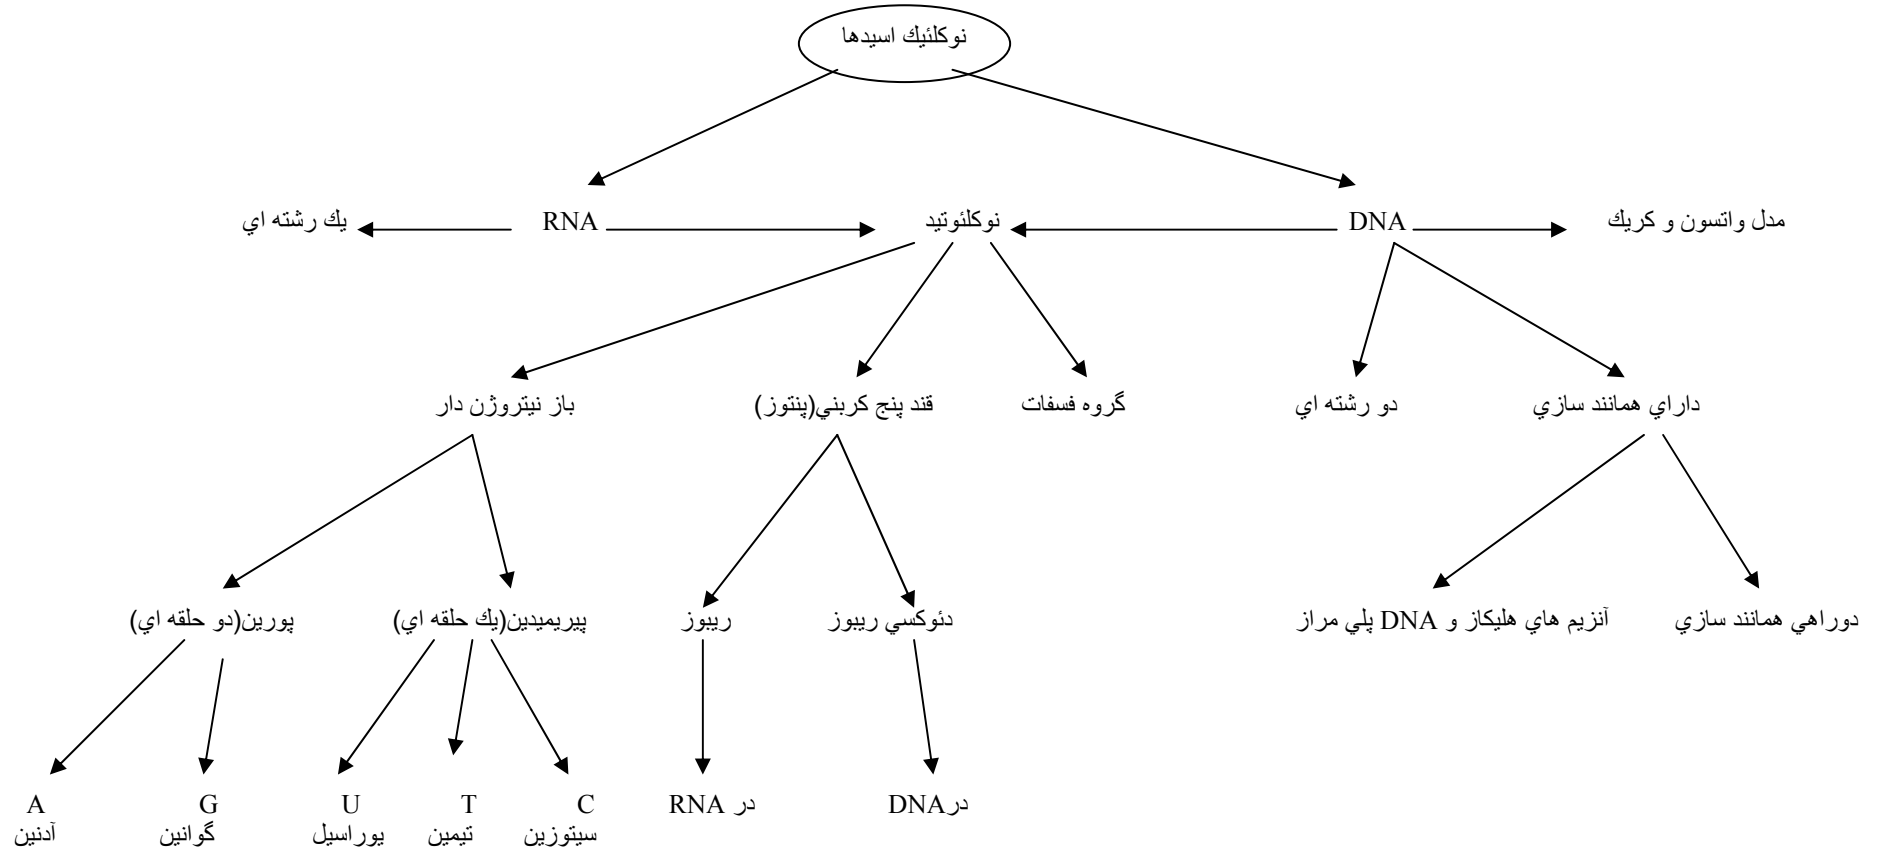 نوكلئيك اسيدها
مدل واتسون و كريك
DNA
نوكلئوتيد
RNA
يك رشته اي
داراي همانند سازي
دو رشته اي
گروه فسفات
قند پنج كربني(پنتوز)
باز نيتروژن دار
دوراهي همانند سازي
آنزيم هاي هليكاز و DNA پلي مراز
دئوكسي ريبوز
ريبوز
پيريميدين(يك حلقه اي)
پورين(دو حلقه اي)
درDNA
در RNA
C
سيتوزين
T
تيمين
U
يوراسيل
G
گوانين
A
آدنين